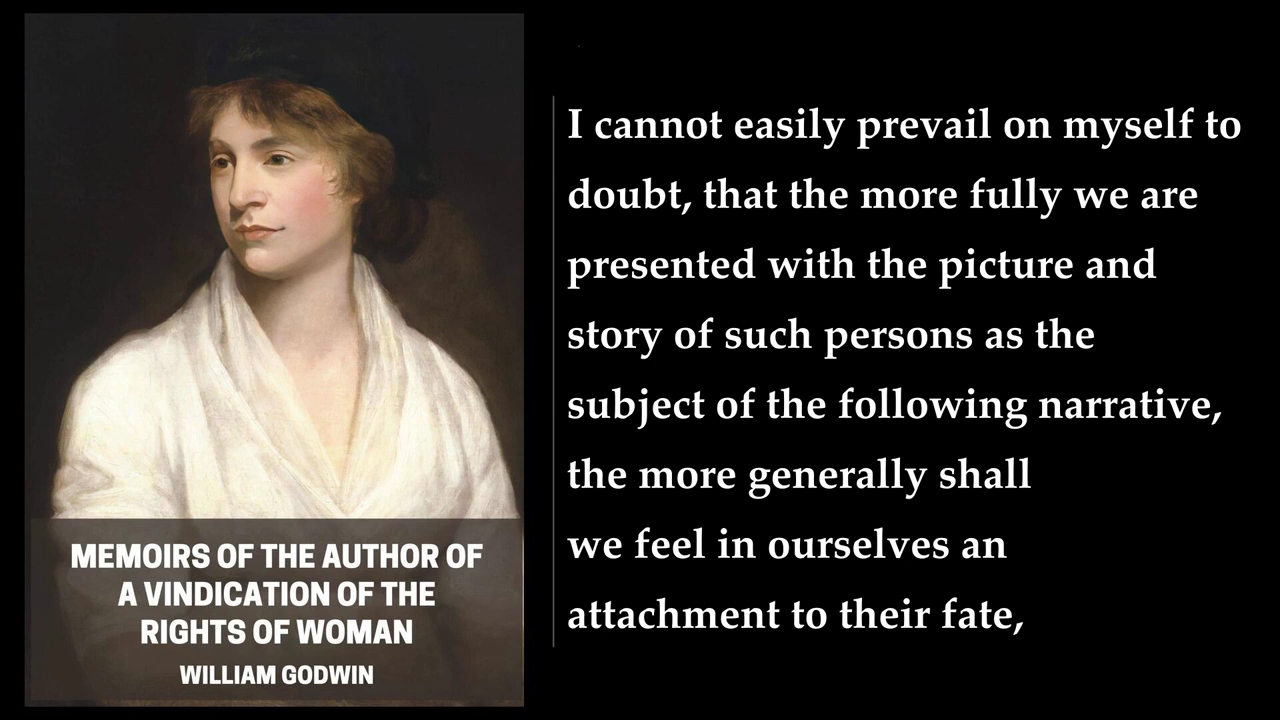 MEMOIRS OF THE AUTHOR OF
A VINDICATION OF THE
RIGHTS OF WOMAN
WILLIAM GODWIN
I cannot easily prevail on myself to
doubt, that the more fully we are
presented with the picture and
story of such persons as the
subject of the following narrative,
the more generally shall
we feel in ourselves an
attachment to their fate,